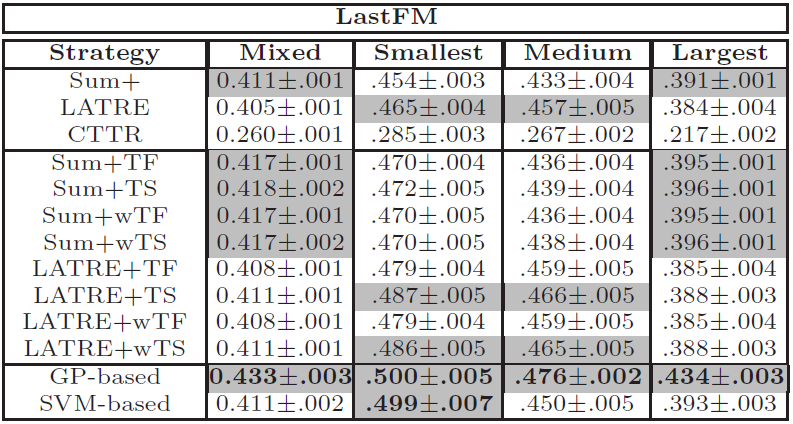 LastFM
Strategy Mixed Smallest Medium Largest
Sum+ 0.411±.001 .454±.003 .433±.004 .391±.001
LATRE 0.405±.001 .465±.004 .457±.005 .384±.004
CTTR 0.260±.001 .285±.003 .267±.002 .217±.002
Sum+TF 0.417±.001 .470±.004 .436±.004 .395±.001
Sum+TS 0.418±.002 .472±.005 .439±.004 .396±.001
Sum+wTF 0.417±.001 .470±.005 .436±.004 .395±.001
Sum+wTS 0.417±.002 .470±.005 .438±.004 .396±.001
LATRE+TF 0.408±.001 .479±.004 .459±.005 .385±.004
LATRE+TS 0.411±.001 .487±.005 .466±.005 .388±.003
LATRE+wTF 0.408±.001 .479±.004 .459±.005 .385±.004
LATRE+wTS 0.411±.001 .486±.005 .465±.005 .388±.003
GP-based 0.433±.003 .500±.005 .476±.002 .434±.003
SVM-based 0.411±.002 .499±.007 .450±.005 .393±.003